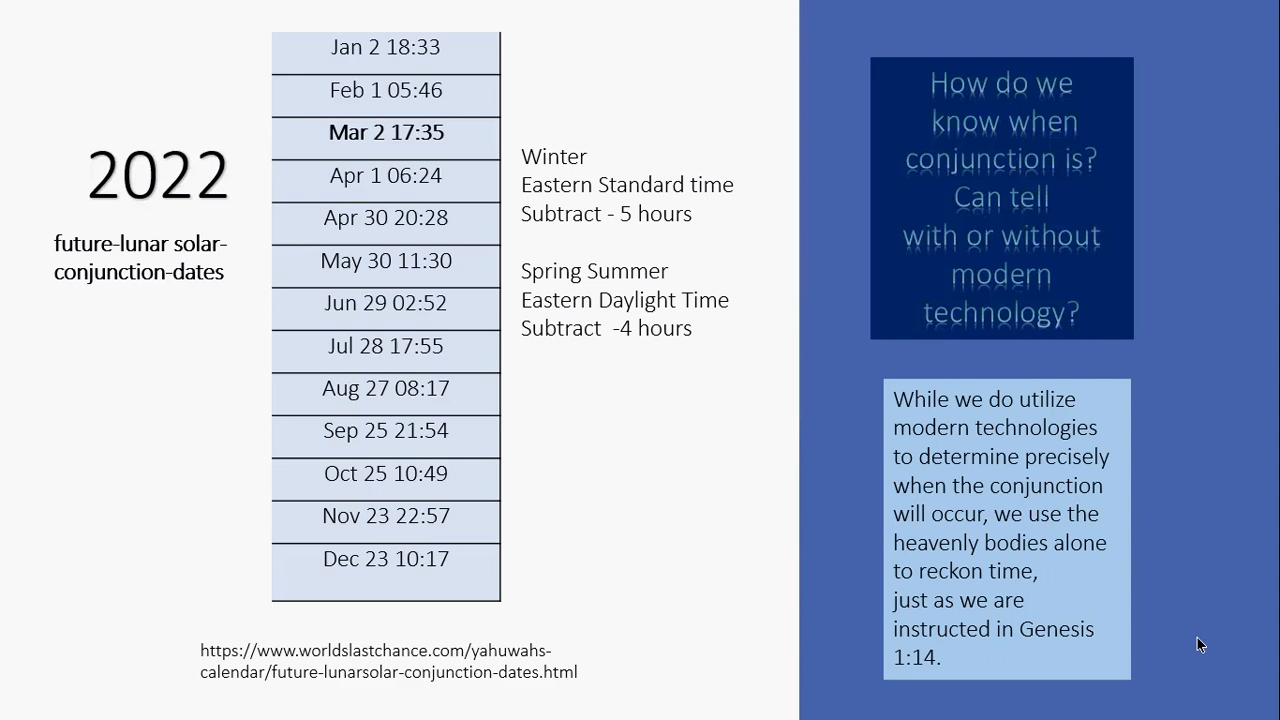 2022
future-lunar solar-
conjunction-dates
Jan 2 18:33
Feb 1 05:46
Mar 2 17:35
Apr 1 06:24
Apr 30 20:28
May 30 11:30
Jun 29 02:52
Jul 28 17:55
Aug 27 08:17
Sep 25 21:54
Oct 25 10:49
Nov 23 22:57
Dec 23 10:17
Winter
Eastern Standard time
Subtract - 5 hours
Spring Summer
Eastern Daylight Time
Subtract -4 hours
https://www.worldslastchance.com/yahuwahs-
calendar/future-lunarsolar-conjunction-dates.html
How do we
know when
conjunction is?
Can tell
with or without
modern
technology?
While we do utilize
modern technologies
to determine precisely
when the conjunction
will occur, we use the
heavenly bodies alone
to reckon time,
just as we are
instructed in Genesis
1:14.